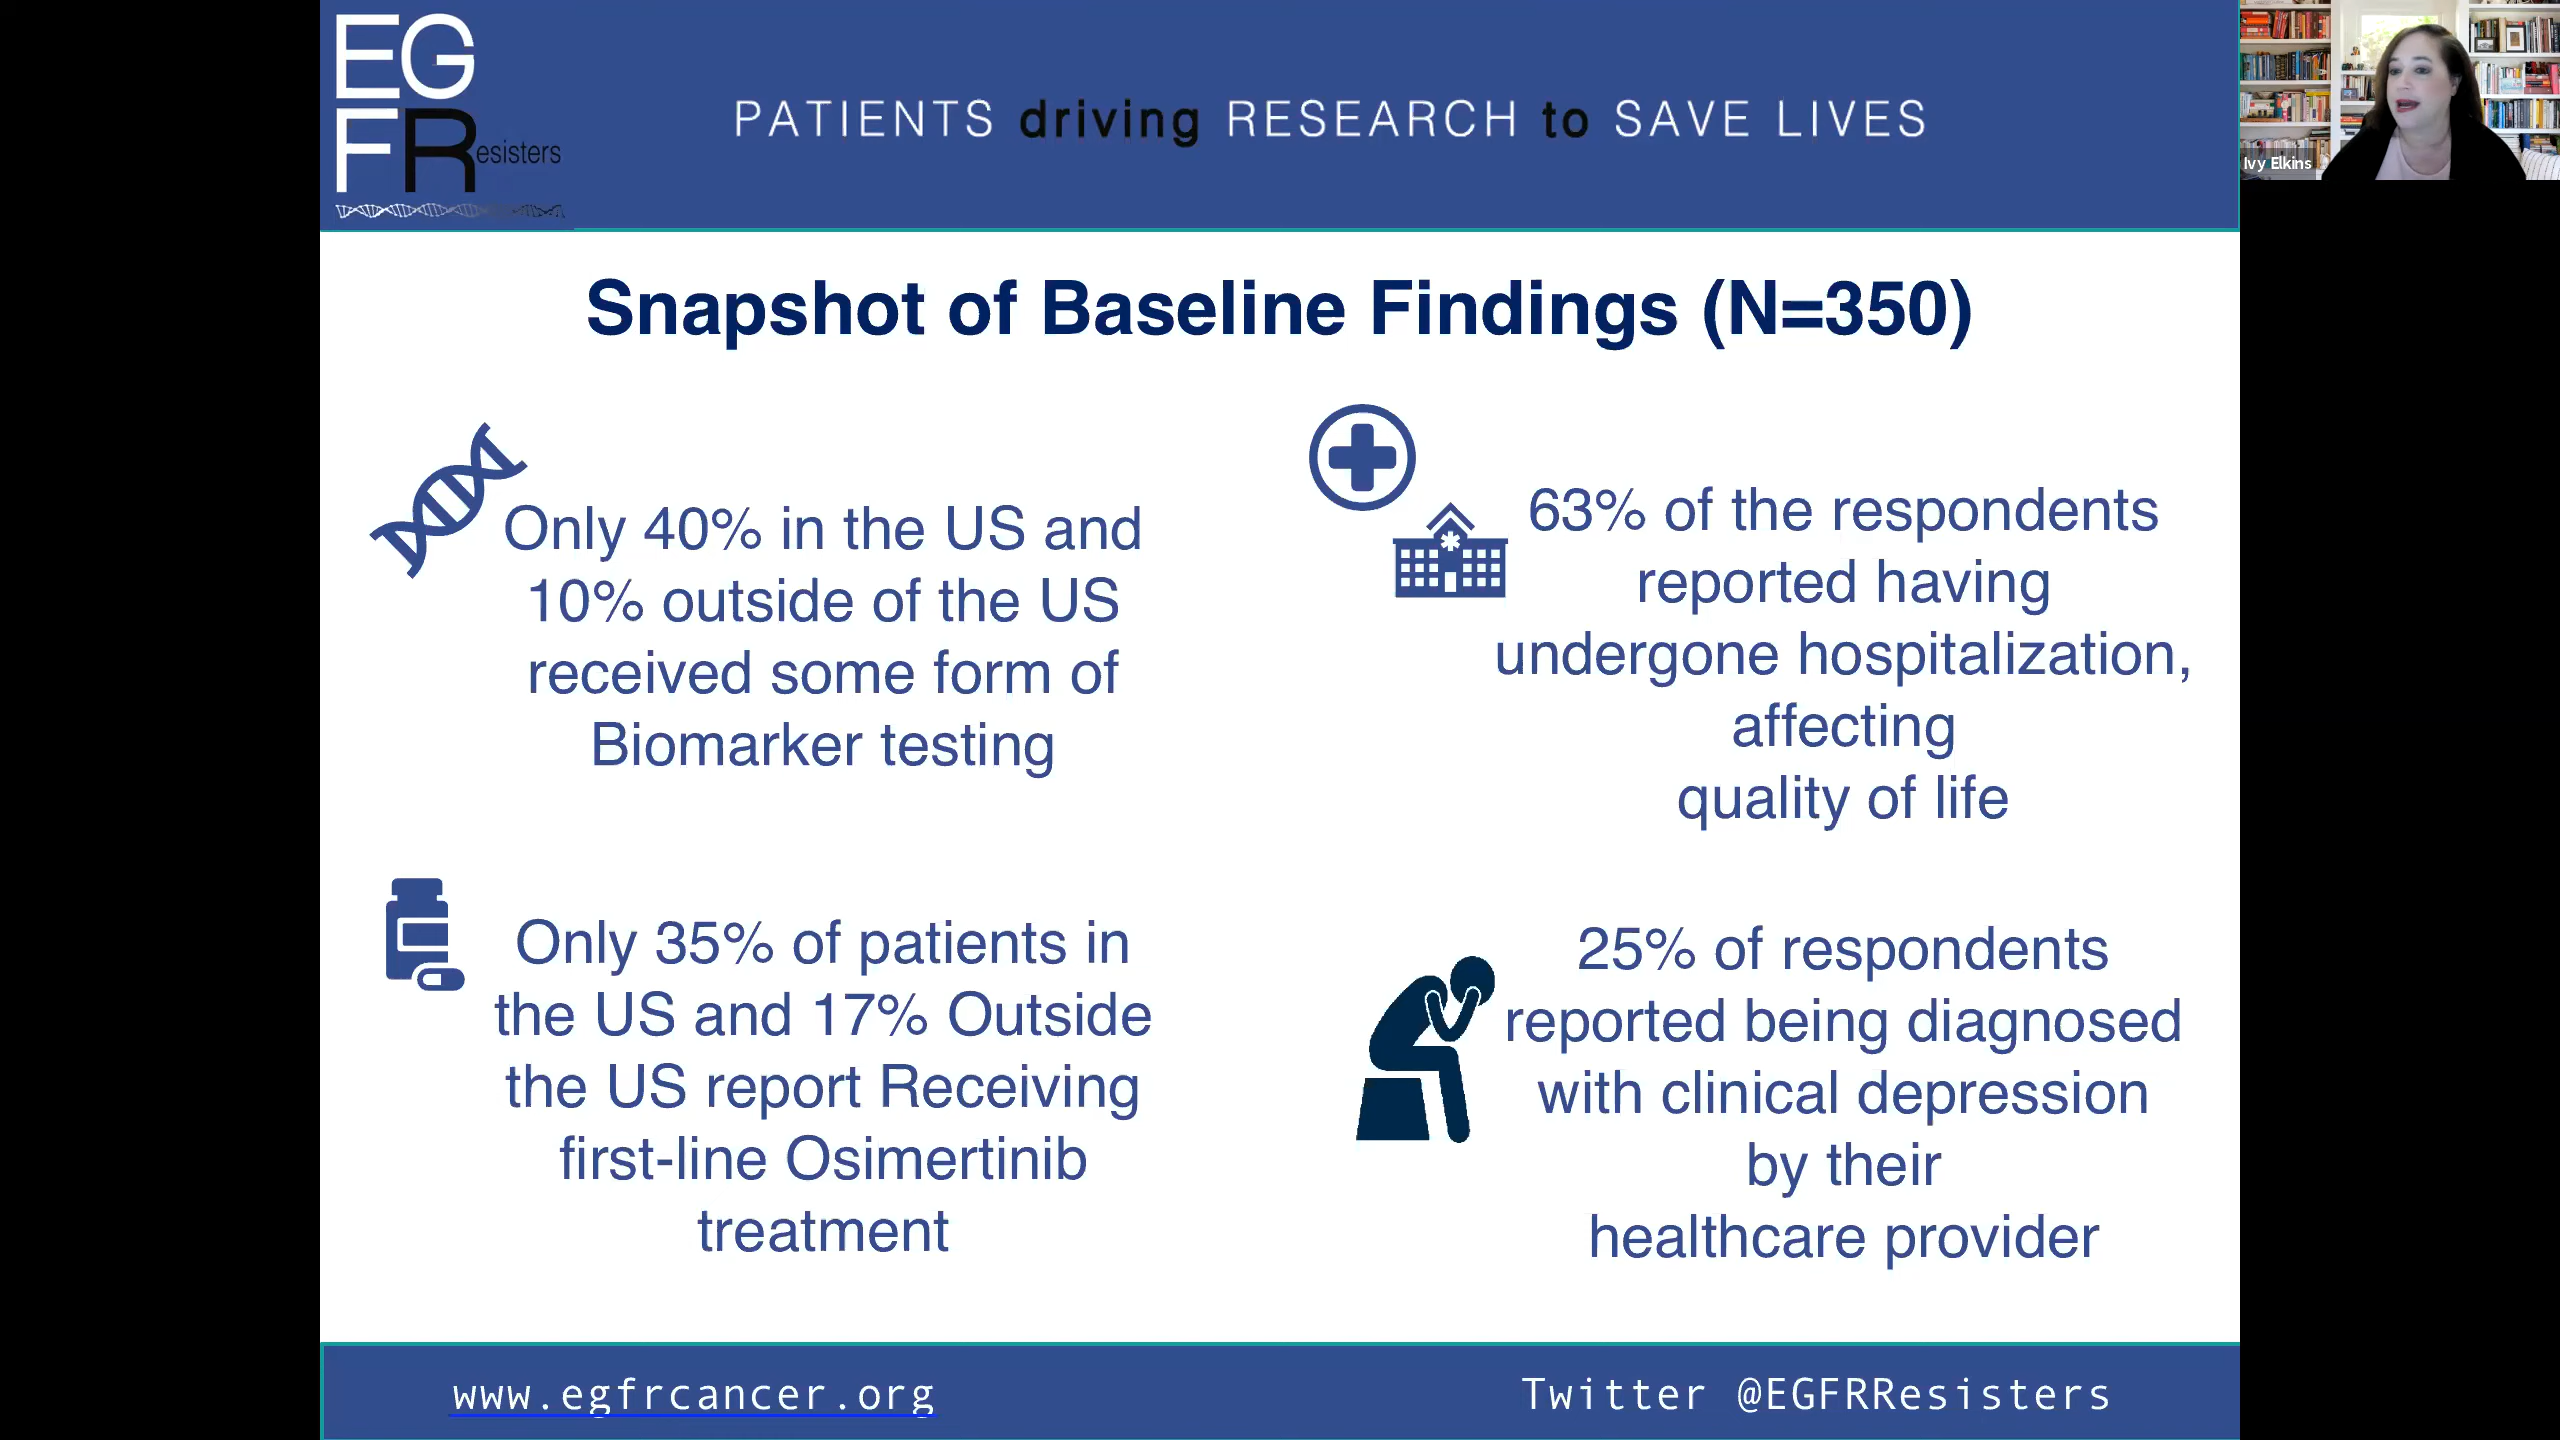 EG
FResisters
PATIENTS driving RESEARCH to SAVE LIVES
Ivy Elkins
Snapshot of Baseline Findings (N=350)
Only 40% in the US and
10% outside of the US
received some form of
Biomarker testing
63% of the respondents
reported having
undergone hospitalization,
affecting
quality of life
Only 35% of patients in
the US and 17% Outside
the US report Receiving
first-line Osimertinib
treatment
25% of respondents
reported being diagnosed
with clinical depression
by their
healthcare provider
www.egfrcancer.org
Twitter @EGFRResisters